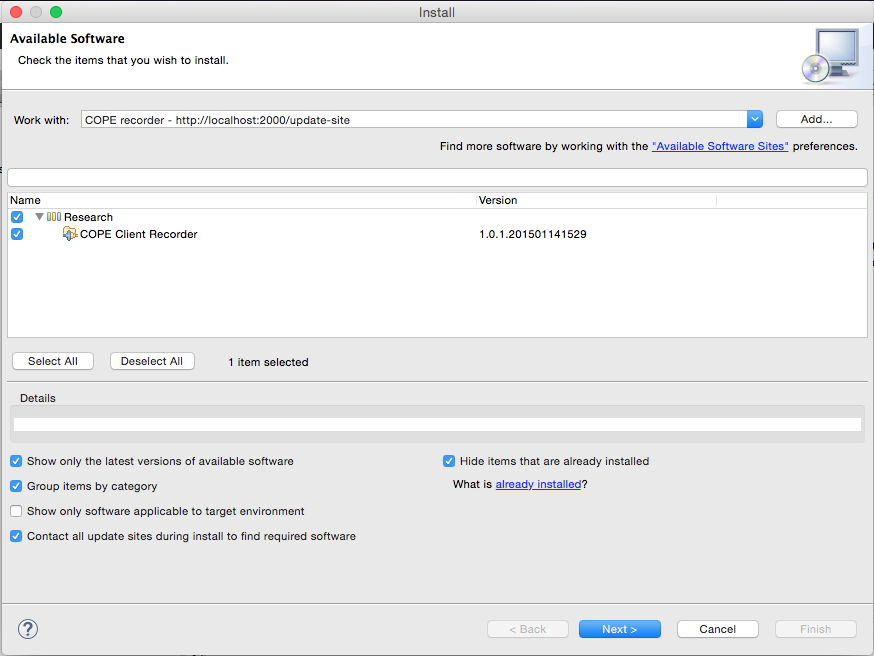 Install
Available Software
Check the items that you wish to install.
Work with: COPE recorder - http://localhost:2000/update-site Add...
Find more software by working with the "Available Software Sites" preferences.
Name Version
Research
COPE Client Recorder 1.0.1.201501141529
Select All Deselect All 1 item selected
Details
Show only the latest versions of available software Hide items that are already installed
Group items by category What is already installed?
Show only software applicable to target environment
Contact all update sites during install to find required software
? < Back Next > Cancel Finish